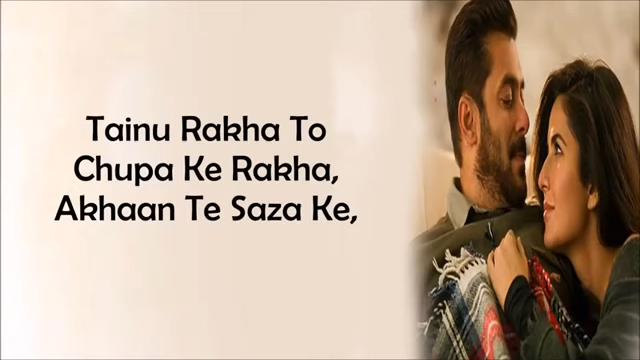 Tainu Rakha To
Chupa Ke Rakha,
Akhaan Te Saza Ke,